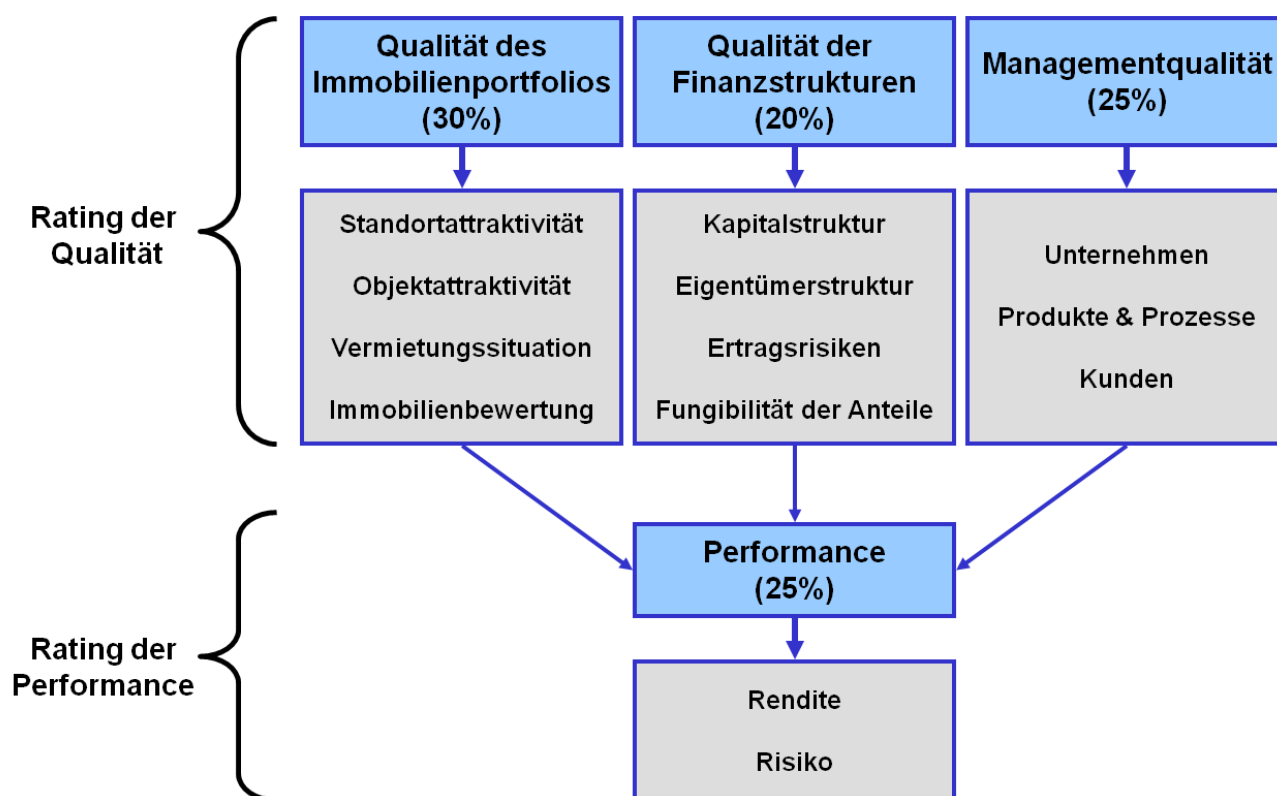 Rating der
Qualität
Qualität des
Immobilienportfolios
(30%)
Standortattraktivität
Objektattraktivität
Vermietungssituation
Immobilienbewertung
Qualität der
Finanzstrukturen
(20%)
Kapitalstruktur
Eigentümerstruktur
Ertragsrisiken
Fungibilität der Anteile
Managementqualität
(25%)
Unternehmen
Produkte & Prozesse
Kunden
Rating der
Performance
Performance
(25%)
Rendite
Risiko